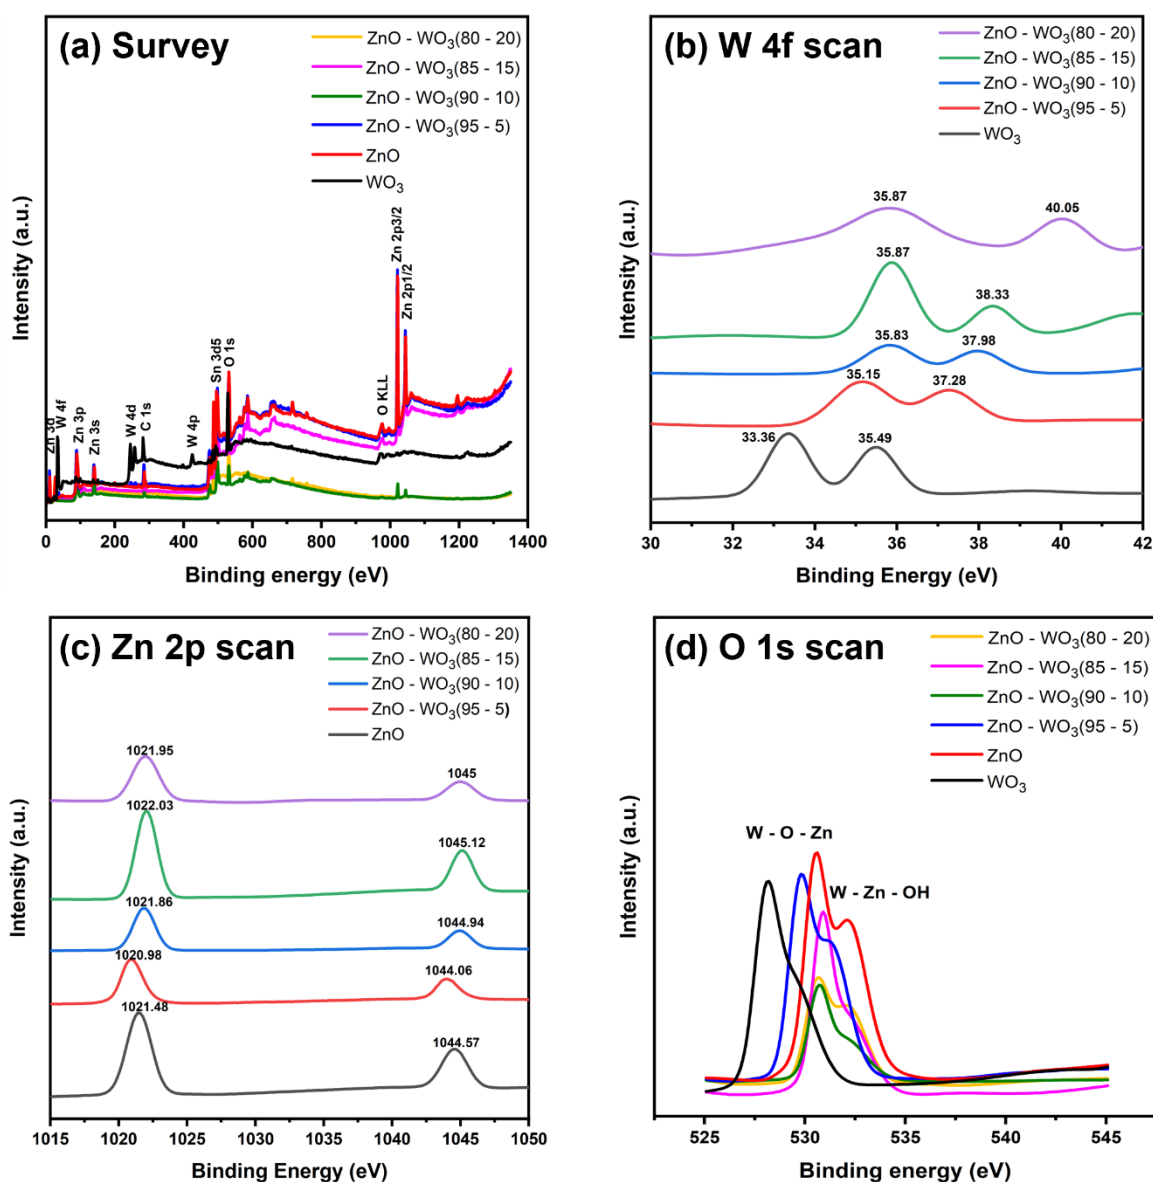 (a) Survey
ZnO - WO₃(80 - 20)
ZnO - WO₃(85 - 15)
ZnO - WO₃(90 - 10)
ZnO - WO₃(95 - 5)
ZnO
WO₃
Intensity (a.u.)
Zn 3d
W 4f
Zn 3p
Zn 3s
W 4d
C 1s
W 4p
Sn 3d5
O 1s
O KLL
Zn 2p3/2
Zn 2p1/2
0 200 400 600 800 1000 1200 1400
Binding energy (eV)
(b) W 4f scan
ZnO - WO₃(80 - 20)
ZnO - WO₃(85 - 15)
ZnO - WO₃(90 - 10)
ZnO - WO₃(95 - 5)
WO₃
Intensity (a.u.)
35.87 40.05
35.87 38.33
35.83 37.98
35.15 37.28
33.36 35.49
30 32 34 36 38 40 42
Binding Energy (eV)
(c) Zn 2p scan
ZnO - WO₃(80 - 20)
ZnO - WO₃(85 - 15)
ZnO - WO₃(90 - 10)
ZnO - WO₃(95 - 5)
ZnO
Intensity (a.u.)
1021.95 1045
1022.03 1045.12
1021.86 1044.94
1020.98 1044.06
1021.48 1044.57
1015 1020 1025 1030 1035 1040 1045 1050
Binding Energy (eV)
(d) O 1s scan
ZnO - WO₃(80 - 20)
ZnO - WO₃(85 - 15)
ZnO - WO₃(90 - 10)
ZnO - WO₃(95 - 5)
ZnO
WO₃
Intensity (a.u.)
W - O - Zn
W - Zn - OH
525 530 535 540 545
Binding energy (eV)